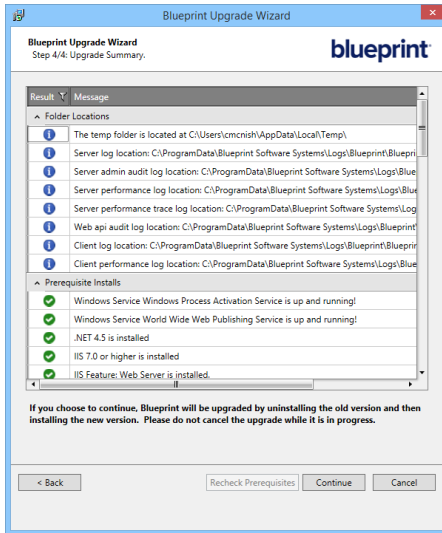 Blueprint Upgrade Wizard
Blueprint Upgrade Wizard
Step 4/4: Upgrade Summary.
blueprint
Result Message
Folder Locations
The temp folder is located at C:\Users\cmcnish\AppData\Local\Temp\
Server log location: C:\ProgramData\Blueprint Software Systems\Logs\Blueprint\Bluepri
Server admin audit log location: C:\ProgramData\Blueprint Software Systems\Logs\Blue
Server performance log location: C:\ProgramData\Blueprint Software Systems\Logs\Blue
Server performance trace log location: C:\ProgramData\Blueprint Software Systems\Log
Web api audit log location: C:\ProgramData\Blueprint Software Systems\Logs\Blueprint\
Client log location: C:\ProgramData\Blueprint Software Systems\Logs\Blueprint\Blueprin
Client performance log location: C:\ProgramData\Blueprint Software Systems\Logs\Blue
Prerequisite Installs
Windows Service Windows Process Activation Service is up and running!
Windows Service World Wide Web Publishing Service is up and running!
.NET 4.5 is installed
IIS 7.0 or higher is installed
IIS Feature: Web Server is installed.
If you choose to continue, Blueprint will be upgraded by uninstalling the old version and then
installing the new version. Please do not cancel the upgrade while it is in progress.
< Back Recheck Prerequisites Continue Cancel